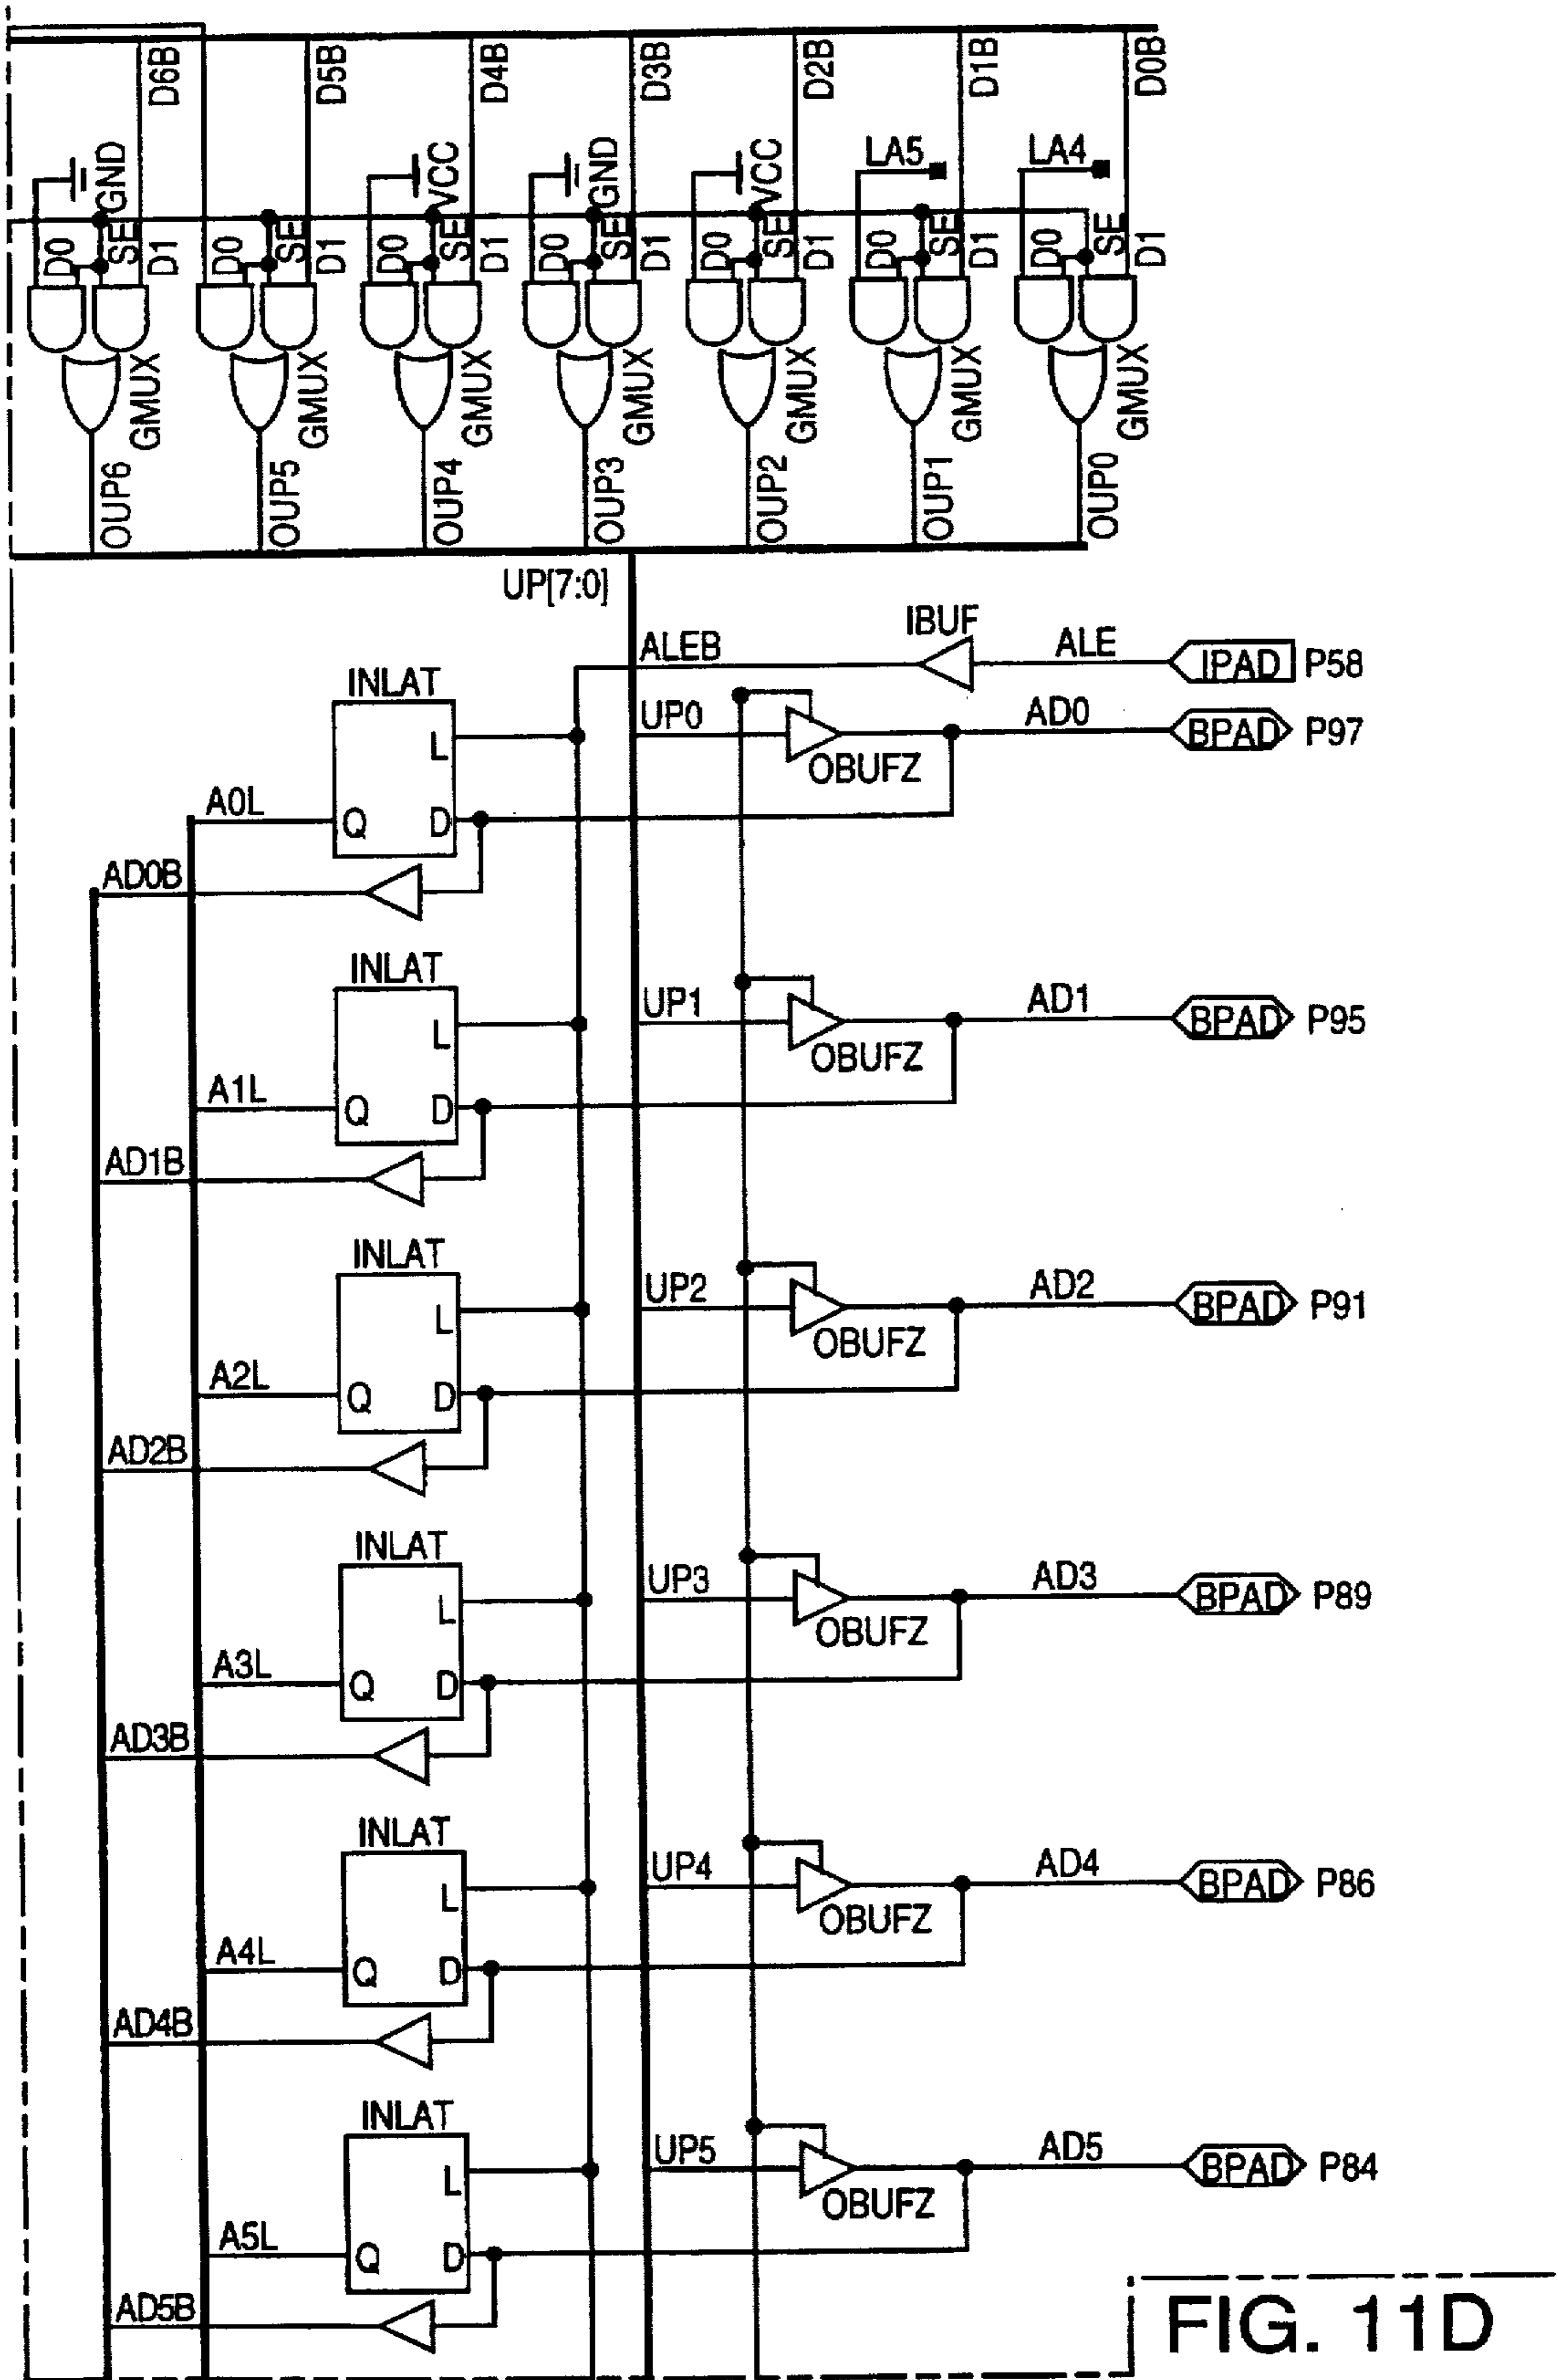 D6B D5B D4B D3B D2B D1B D0B
GND VCC GND VCC LA5 LA4
D0 SE D1 D0 SE D1 D0 SE D1 D0 SE D1 D0 SE D1 D0 SE D1 D0 SE D1
GMUX GMUX GMUX GMUX GMUX GMUX GMUX
OUP6 OUP5 OUP4 OUP3 OUP2 OUP1 OUP0
UP[7:0]
IBUF
ALEB ALE IPAD P58
INLAT
L UP0 AD0 BPAD P97
OBUFZ
A0L Q D
AD0B
INLAT
L UP1 AD1 BPAD P95
OBUFZ
A1L Q D
AD1B
INLAT
L UP2 AD2 BPAD P91
OBUFZ
A2L Q D
AD2B
INLAT
L UP3 AD3 BPAD P89
OBUFZ
A3L Q D
AD3B
INLAT
L UP4 AD4 BPAD P86
OBUFZ
A4L Q D
AD4B
INLAT
L UP5 AD5 BPAD P84
OBUFZ
A5L Q D
AD5B
FIG. 11D